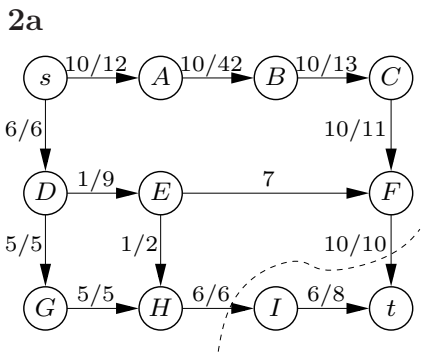 2a
10/12 10/42 10/13
s A B C
6/6 10/11
1/9 7
D E F
5/5 1/2 10/10
5/5 6/6 6/8
G H I t